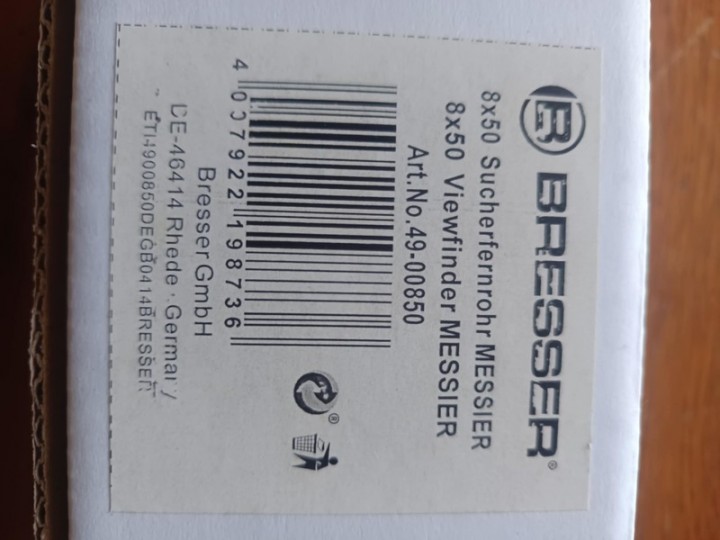 BRESSER®
8x50 Sucherfernrohr MESSIER
8x50 Viewfinder MESSIER
Art.No.49-00850
4 007922 198736
Bresser GmbH
DE-46414 Rhede · Germany
ETI4900850DEGB0414BRESSER
®